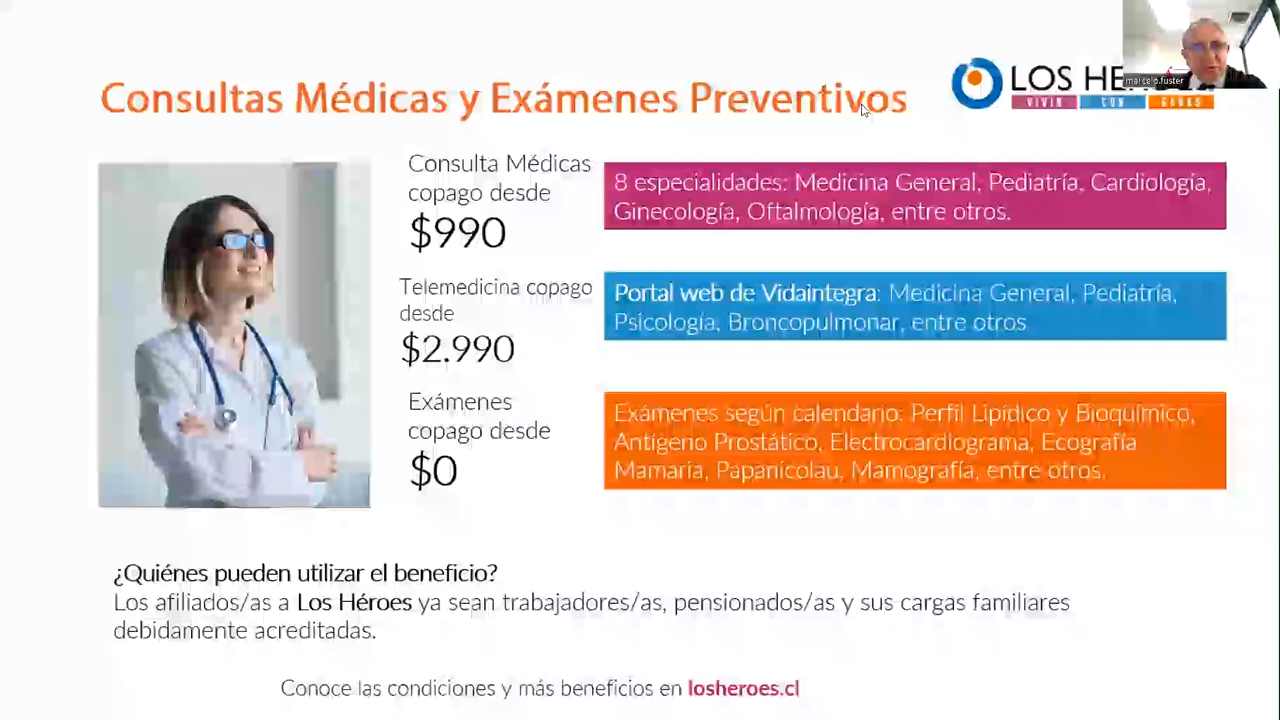 Consultas Médicas y Exámenes Preventivos
LOS HÉ
VIVIR CON GANAS
marcelo.fuster
Consulta Médicas
copago desde
$990
8 especialidades: Medicina General, Pediatría, Cardiología,
Ginecología, Oftalmología, entre otros.
Telemedicina copago
desde
$2.990
Portal web de Vidaintegra: Medicina General, Pediatría,
Psicología, Broncopulmonar, entre otros
Exámenes
copago desde
$0
Exámenes según calendario: Perfil Lipídico y Bioquímico,
Antígeno Prostático, Electrocardiograma, Ecografía
Mamaria, Papanicolau, Mamografía, entre otros.
¿Quiénes pueden utilizar el beneficio?
Los afiliados/as a Los Héroes ya sean trabajadores/as, pensionados/as y sus cargas familiares
debidamente acreditadas.
Conoce las condiciones y más beneficios en losheroes.cl